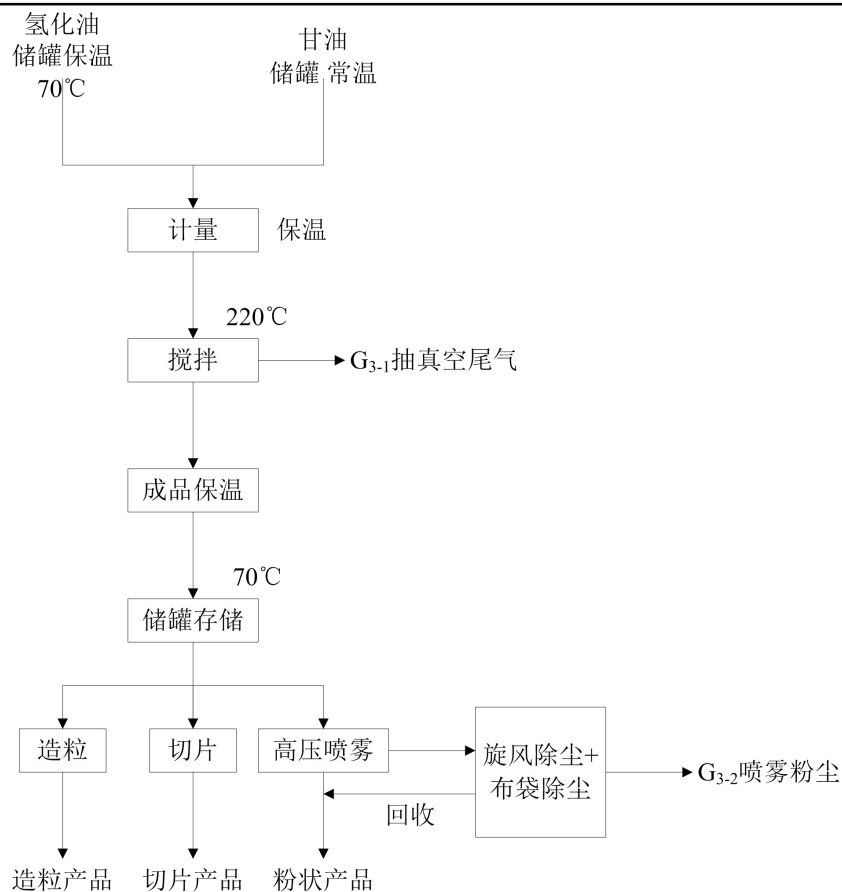 氢化油
储罐保温
70℃
甘油
储罐 常温
计量
保温
220℃
搅拌
G3-1抽真空尾气
成品保温
70℃
储罐存储
造粒
切片
高压喷雾
旋风除尘+
布袋除尘
G3-2喷雾粉尘
回收
造粒产品
切片产品
粉状产品